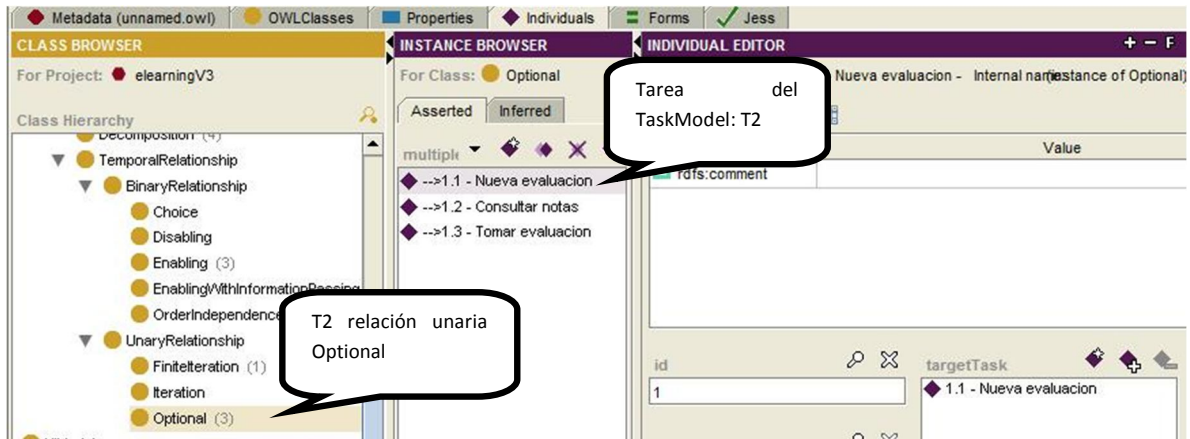 Metadata (unnamed.owl)
OWLClasses
Properties
Individuals
Forms
Jess
CLASS BROWSER
For Project: elearningV3
Class Hierarchy
Decomposition (4)
TemporalRelationship
BinaryRelationship
Choice
Disabling
Enabling (3)
EnablingWithInformationPassing
OrderIndependence
UnaryRelationship
FiniteIteration (1)
Iteration
Optional (3)
INSTANCE BROWSER
For Class: Optional
Asserted
Inferred
-->1.1 - Nueva evaluacion
-->1.2 - Consultar notas
-->1.3 - Tomar evaluacion
INDIVIDUAL EDITOR
+ - F
Nueva evaluacion - Internal name (instance of Optional)
Value
rdfs:comment
id
1
targetTask
1.1 - Nueva evaluacion
Tarea del
TaskModel: T2
T2 relación unaria
Optional